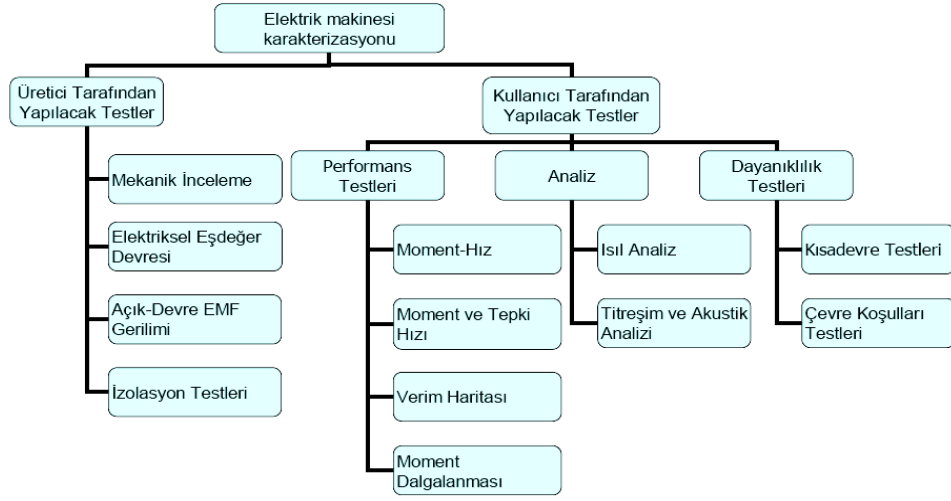 Elektrik makinesi
karakterizasyonu
Üretici Tarafından
Yapılacak Testler
Mekanik İnceleme
Elektriksel Eşdeğer
Devresi
Açık-Devre EMF
Gerilimi
İzolasyon Testleri
Kullanıcı Tarafından
Yapılacak Testler
Performans
Testleri
Moment-Hız
Moment ve Tepki
Hızı
Verim Haritası
Moment
Dalgalanması
Analiz
Isıl Analiz
Titreşim ve Akustik
Analizi
Dayanıklılık
Testleri
Kısadevre Testleri
Çevre Koşulları
Testleri